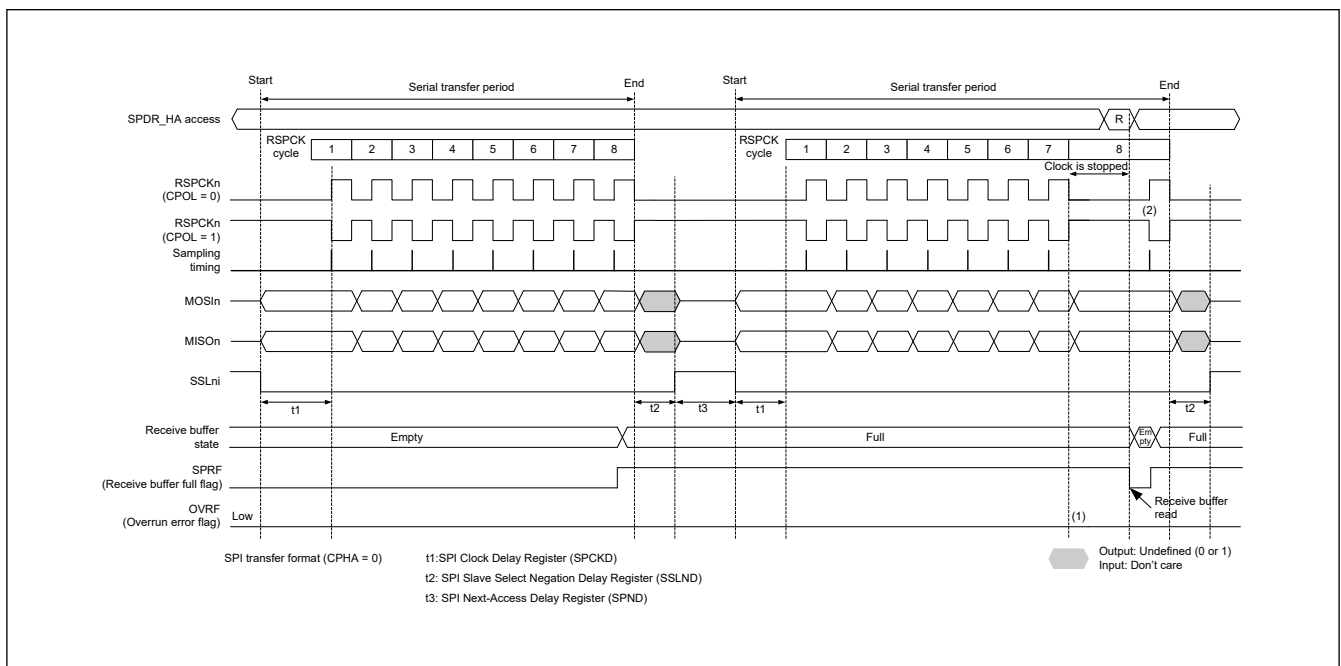 Start Serial transfer period End Start Serial transfer period End
SPDR_HA access R
RSPCK cycle 1 2 3 4 5 6 7 8 RSPCK cycle 1 2 3 4 5 6 7 8
Clock is stopped
RSPCKn
(CPOL = 0)
(2)
RSPCKn
(CPOL = 1)
Sampling
timing
MOSIn
MISOn
SSLni
t1 t2 t3 t1 t2
Receive buffer
state
Empty Full Em
pty Full
SPRF
(Receive buffer full flag)
Receive buffer
read
OVRF
(Overrun error flag)
Low (1)
SPI transfer format (CPHA = 0)
t1:SPI Clock Delay Register (SPCKD)
t2: SPI Slave Select Negation Delay Register (SSLND)
t3: SPI Next-Access Delay Register (SPND)
Output: Undefined (0 or 1)
Input: Don't care